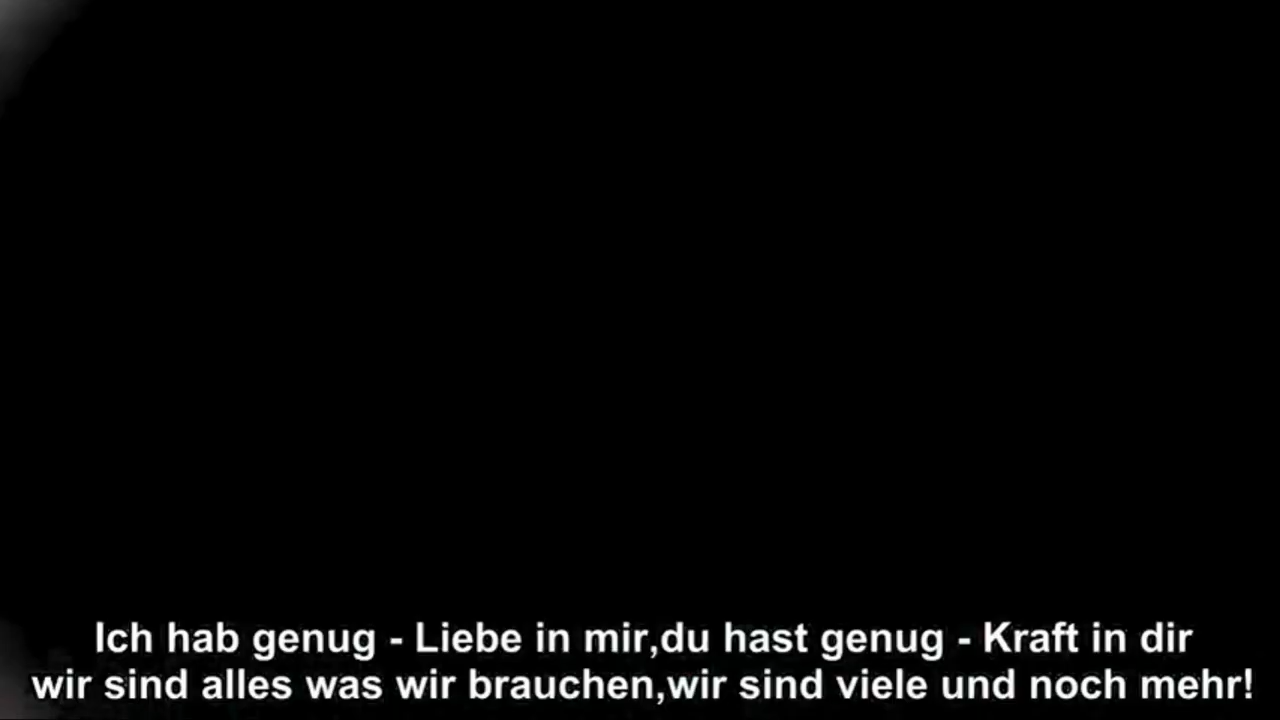 Ich hab genug - Liebe in mir,du hast genug - Kraft in dir
wir sind alles was wir brauchen,wir sind viele und noch mehr!